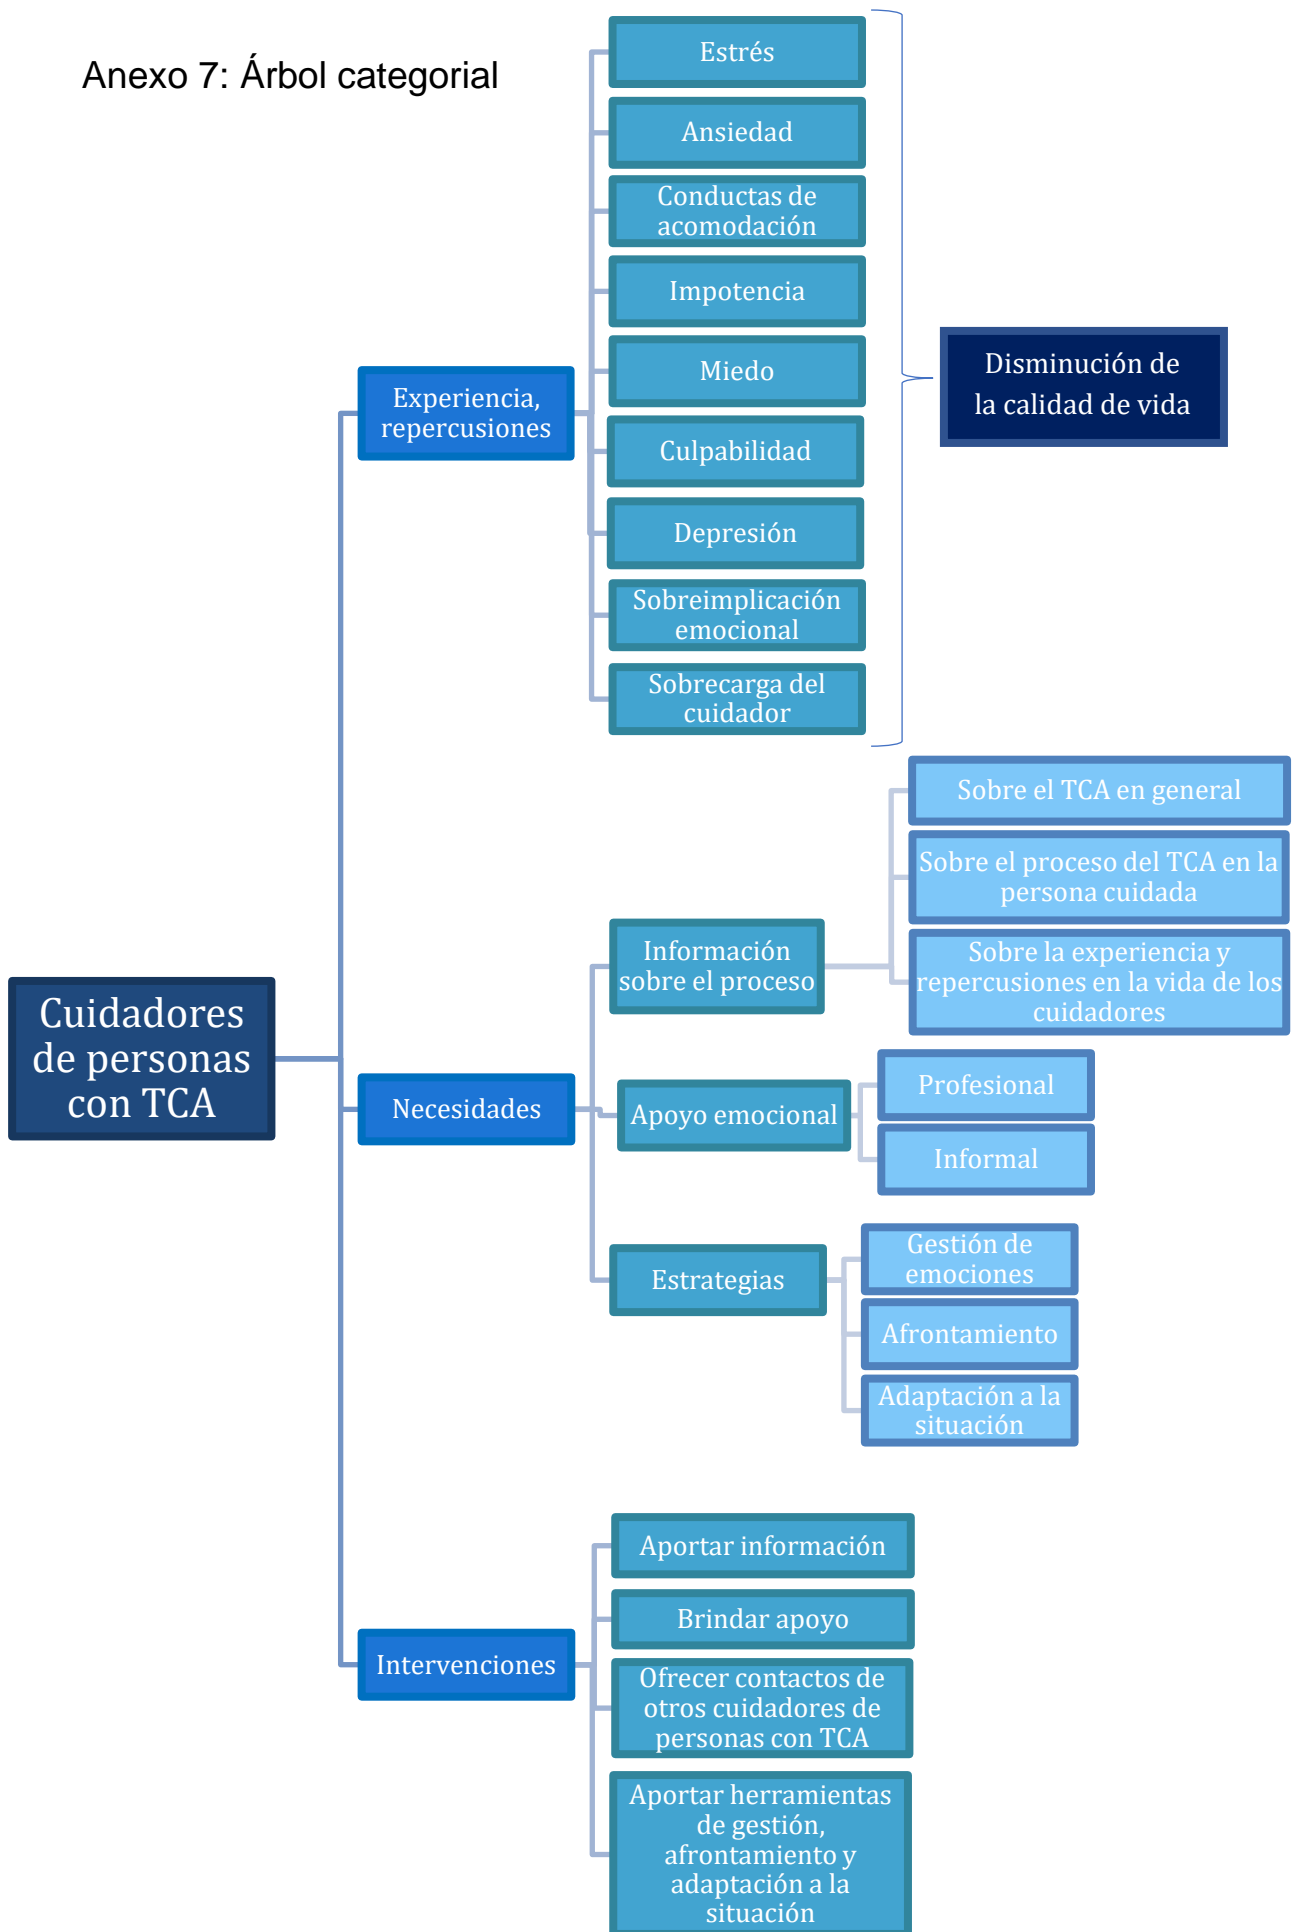 Anexo 7: Árbol categorial
Cuidadores
de personas
con TCA
Experiencia,
repercusiones
Estrés
Ansiedad
Conductas de
acomodación
Impotencia
Miedo
Culpabilidad
Depresión
Sobreimplicación
emocional
Sobrecarga del
cuidador
Disminución de
la calidad de vida
Necesidades
Información
sobre el proceso
Sobre el TCA en general
Sobre el proceso del TCA en la
persona cuidada
Sobre la experiencia y
repercusiones en la vida de los
cuidadores
Apoyo emocional
Profesional
Informal
Estrategias
Gestión de
emociones
Afrontamiento
Adaptación a la
situación
Intervenciones
Aportar información
Brindar apoyo
Ofrecer contactos de
otros cuidadores de
personas con TCA
Aportar herramientas
de gestión,
afrontamiento y
adaptación a la
situación